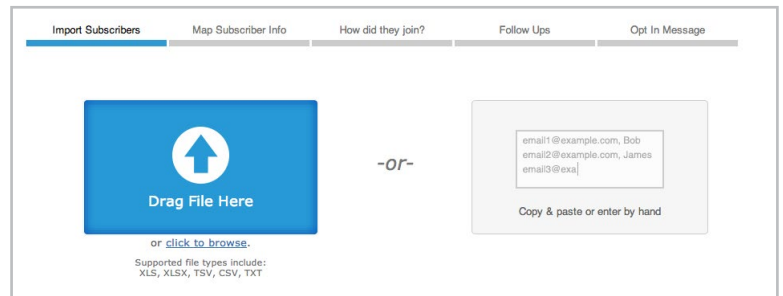 Import Subscribers Map Subscriber Info How did they join? Follow Ups Opt In Message
Drag File Here
or click to browse.
Supported file types include:
XLS, XLSX, TSV, CSV, TXT
-or-
email1@example.com, Bob
email2@example.com, James
email3@exa
Copy & paste or enter by hand